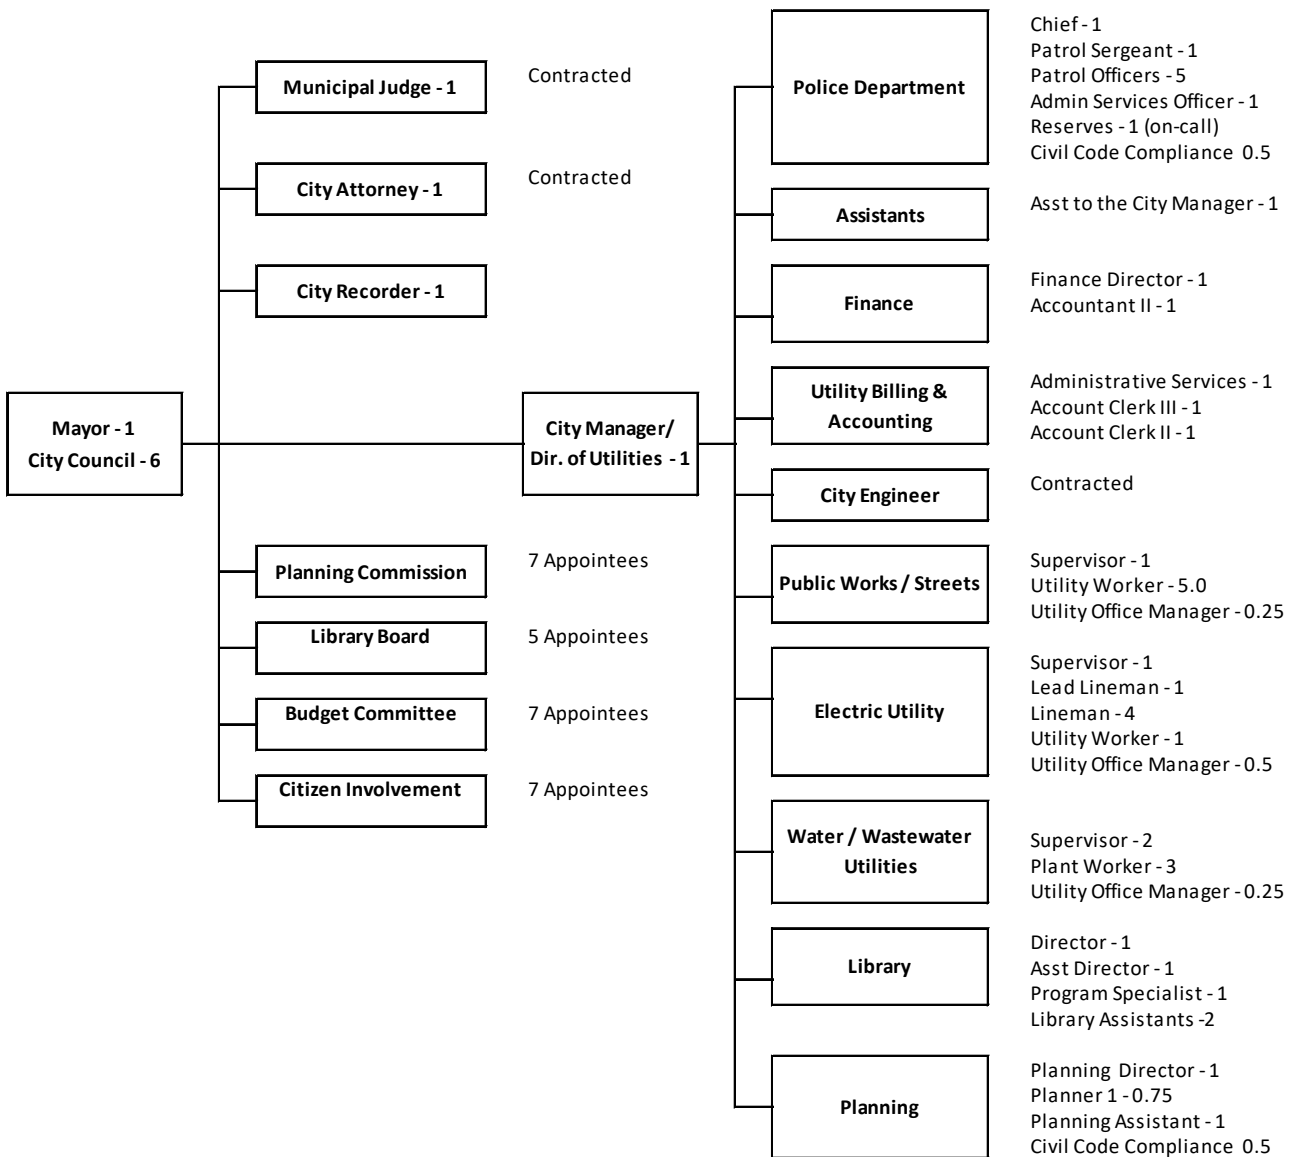 Mayor - 1
City Council - 6
Municipal Judge - 1
Contracted
City Attorney - 1
Contracted
City Recorder - 1
City Manager/
Dir. of Utilities - 1
Planning Commission
7 Appointees
Library Board
5 Appointees
Budget Committee
7 Appointees
Citizen Involvement
7 Appointees
Police Department
Chief - 1
Patrol Sergeant - 1
Patrol Officers - 5
Admin Services Officer - 1
Reserves - 1 (on-call)
Civil Code Compliance 0.5
Assistants
Asst to the City Manager - 1
Finance
Finance Director - 1
Accountant II - 1
Utility Billing &
Accounting
Administrative Services - 1
Account Clerk III - 1
Account Clerk II - 1
City Engineer
Contracted
Public Works / Streets
Supervisor - 1
Utility Worker - 5.0
Utility Office Manager - 0.25
Electric Utility
Supervisor - 1
Lead Lineman - 1
Lineman - 4
Utility Worker - 1
Utility Office Manager - 0.5
Water / Wastewater
Utilities
Supervisor - 2
Plant Worker - 3
Utility Office Manager - 0.25
Library
Director - 1
Asst Director - 1
Program Specialist - 1
Library Assistants -2
Planning
Planning Director - 1
Planner 1 - 0.75
Planning Assistant - 1
Civil Code Compliance 0.5